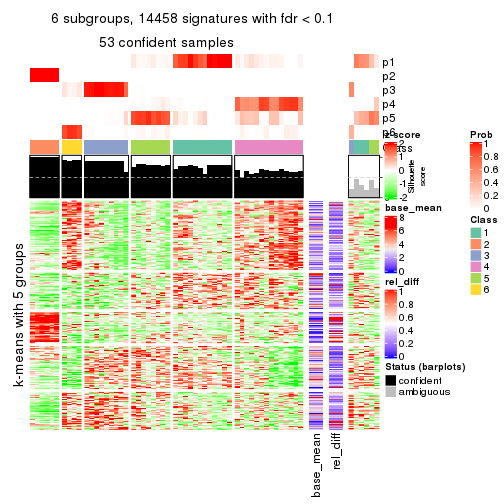 6 subgroups, 14458 signatures with fdr < 0.1
53 confident samples
p1
p2
p3
p4
p5
p6
Class
z-score
2
1
0
-1
-2
Silhouette
score
Prob
1
0.8
0.6
0.4
0.2
0
base_mean
8
6
4
2
0
Class
1
2
3
4
5
6
rel_diff
1
0.8
0.6
0.4
0.2
0
Status (barplots)
confident
ambiguous
k-means with 5 groups
base_mean
rel_diff